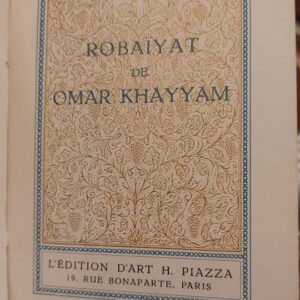 ROBAÏYAT
DE
OMAR KHAYYAM
L'ÉDITION D'ART H. PIAZZA
19, RUE BONAPARTE, PARIS